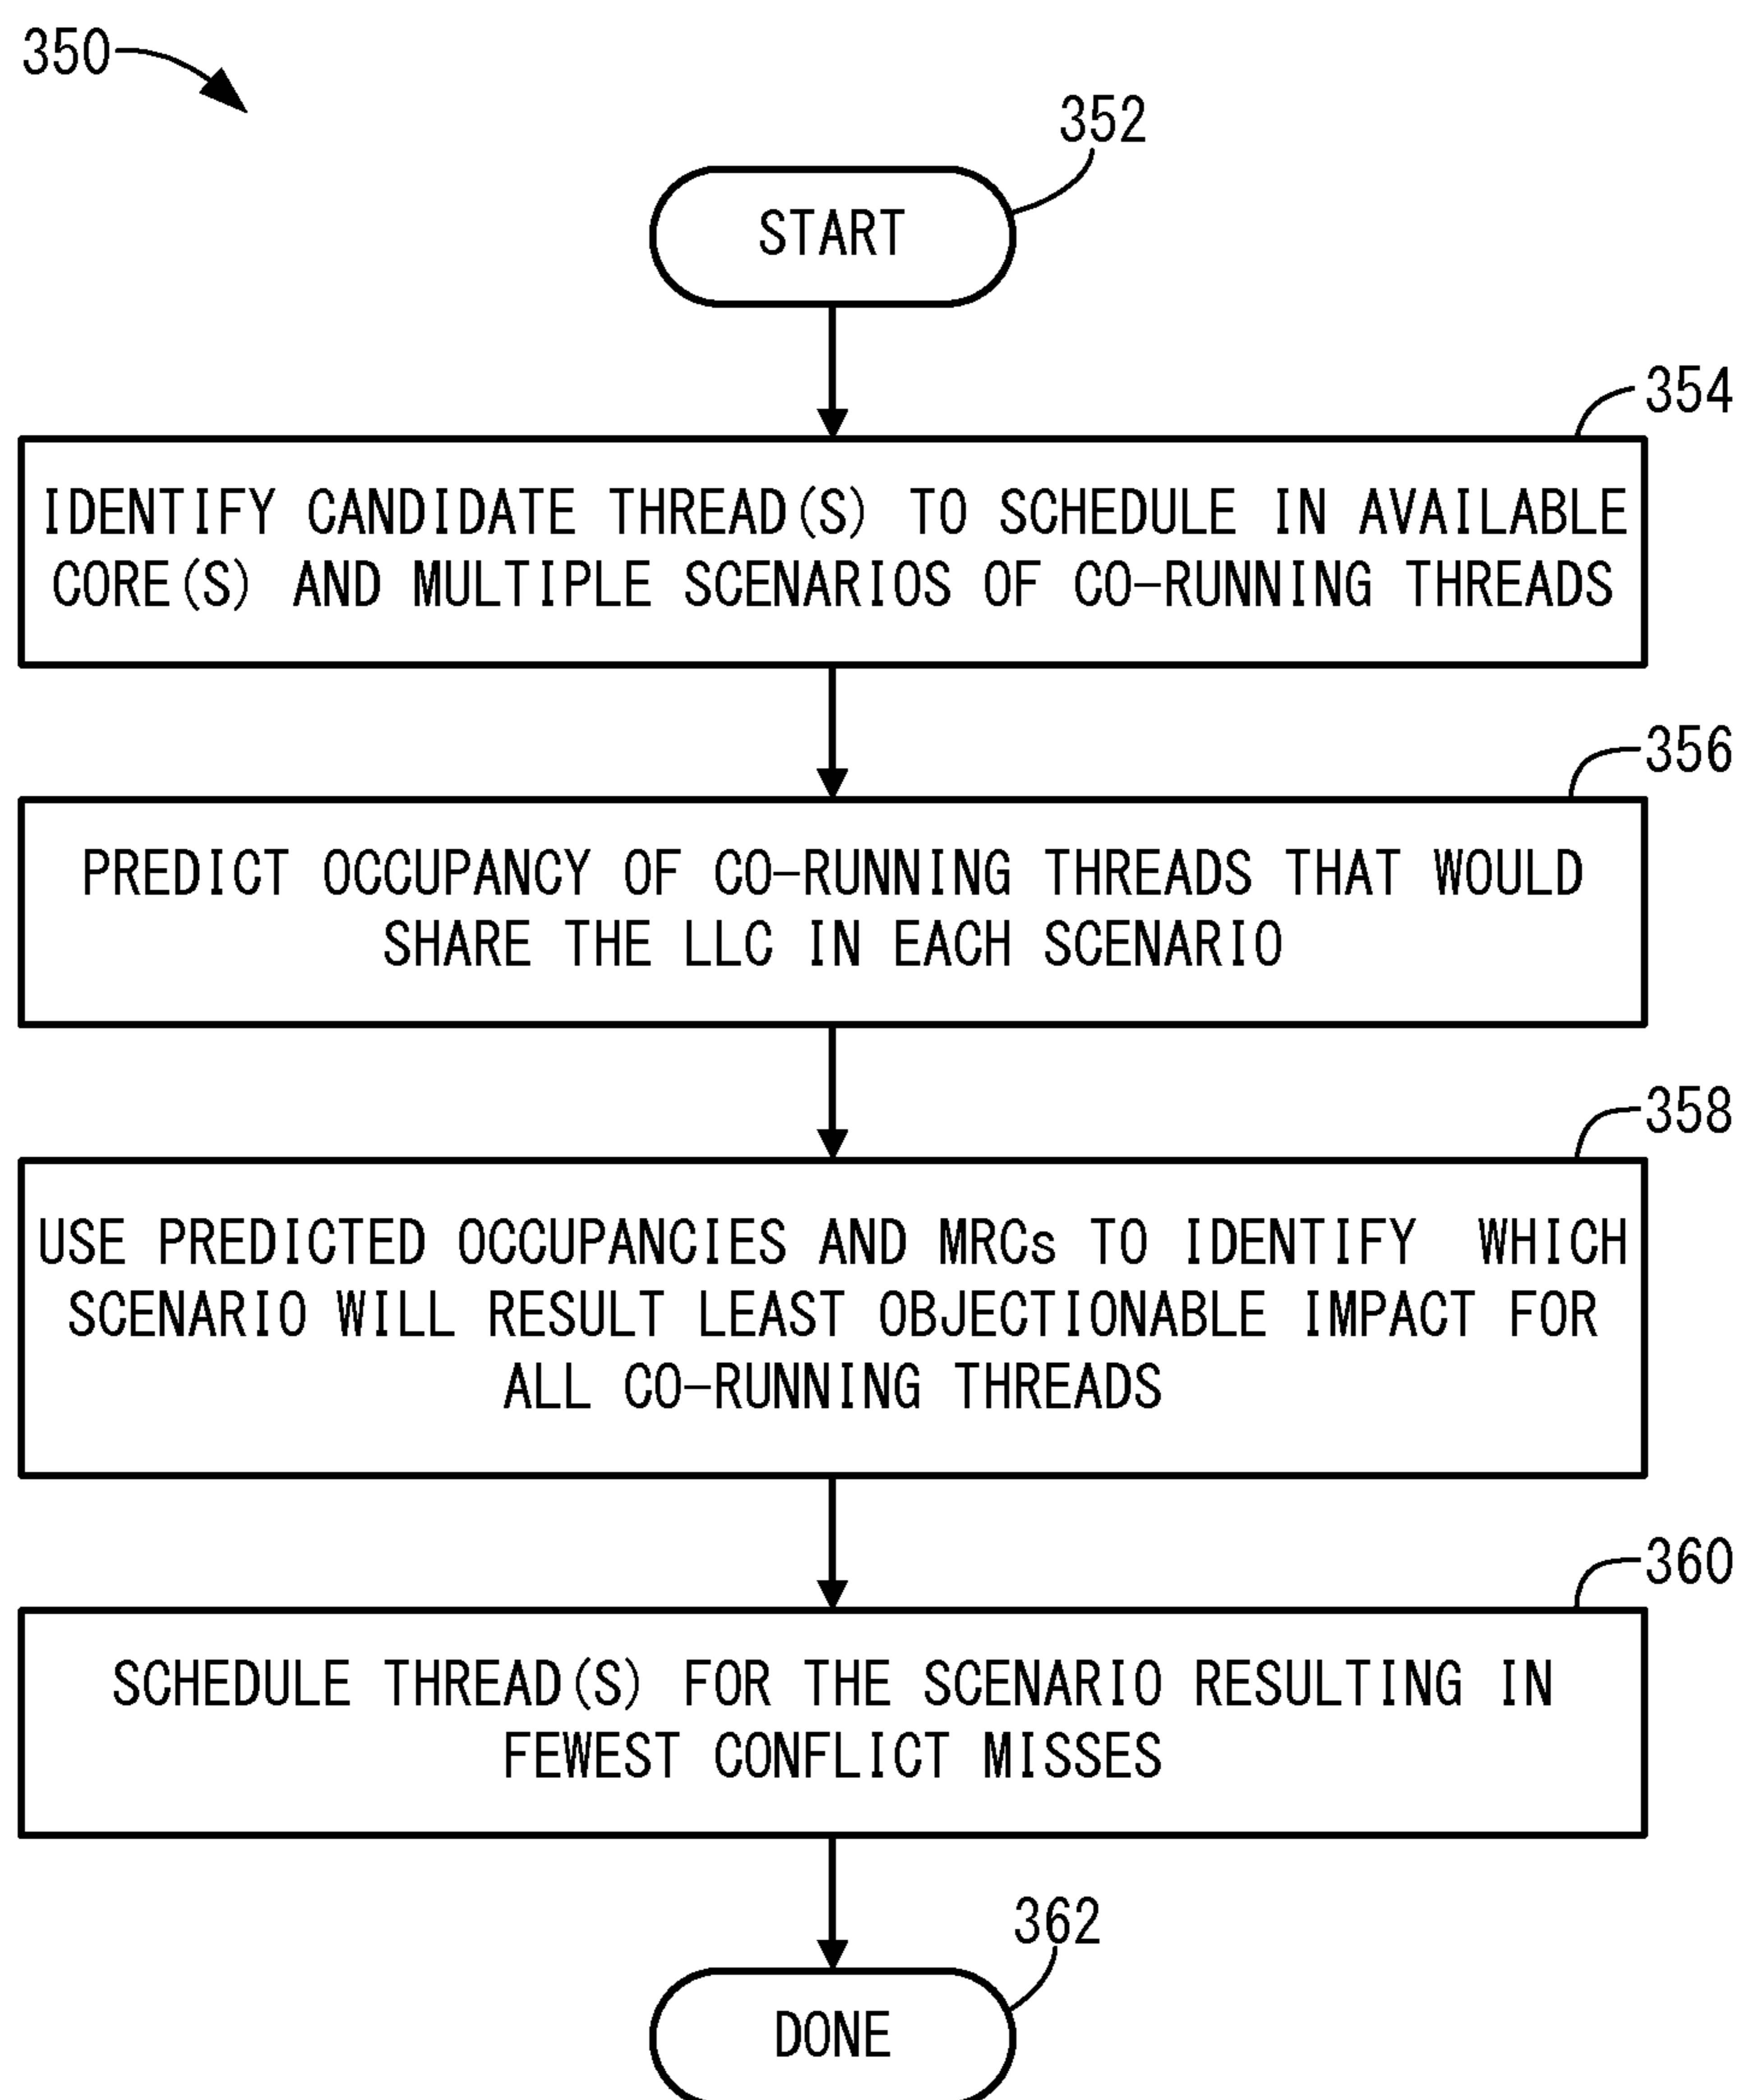 350
352
START
354
IDENTIFY CANDIDATE THREAD(S) TO SCHEDULE IN AVAILABLE
CORE(S) AND MULTIPLE SCENARIOS OF CO-RUNNING THREADS
356
PREDICT OCCUPANCY OF CO-RUNNING THREADS THAT WOULD
SHARE THE LLC IN EACH SCENARIO
358
USE PREDICTED OCCUPANCIES AND MRCs TO IDENTIFY WHICH
SCENARIO WILL RESULT LEAST OBJECTIONABLE IMPACT FOR
ALL CO-RUNNING THREADS
360
SCHEDULE THREAD(S) FOR THE SCENARIO RESULTING IN
FEWEST CONFLICT MISSES
362
DONE